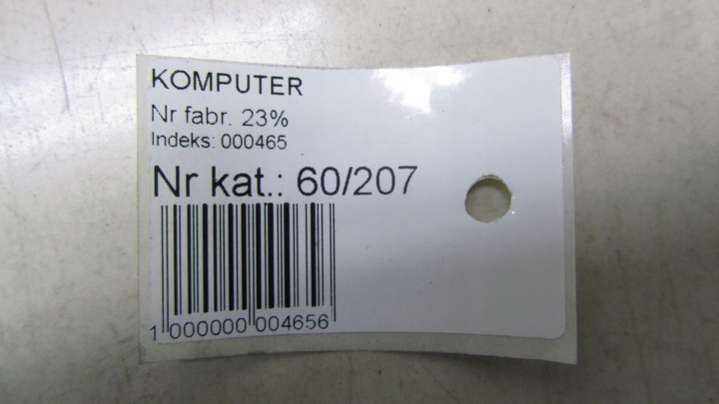 KOMPUTER
Nr fabr. 23%
Indeks: 000465
Nr kat.: 60/207
1 000000 004656